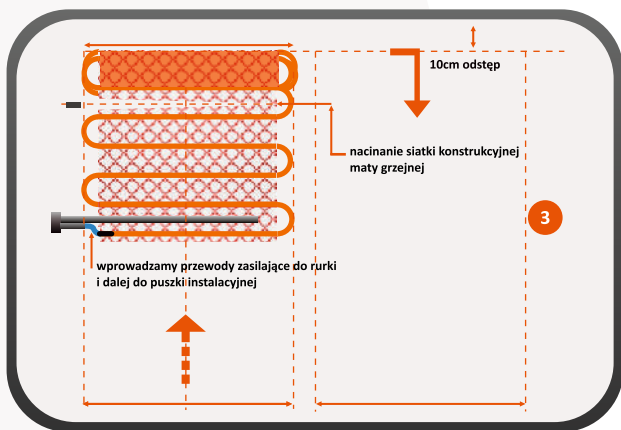 10cm odstęp
nacinanie siatki konstrukcyjnej
maty grzejnej
3
wprowadzamy przewody zasilające do rurki
i dalej do puszki instalacyjnej